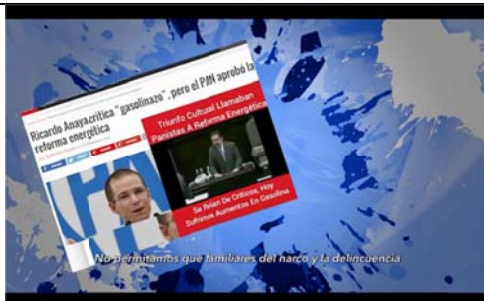 Ricardo Anaya critica "gasolinazo", pero el PAN aprobó la
reforma energética
Triunfo Cultural Llamaban
Panistas A Reforma Energética
Se Reían De Críticos, Hoy
Sufrimos Aumentos En Gasolina
No permitamos que familiares del narco y la delincuencia